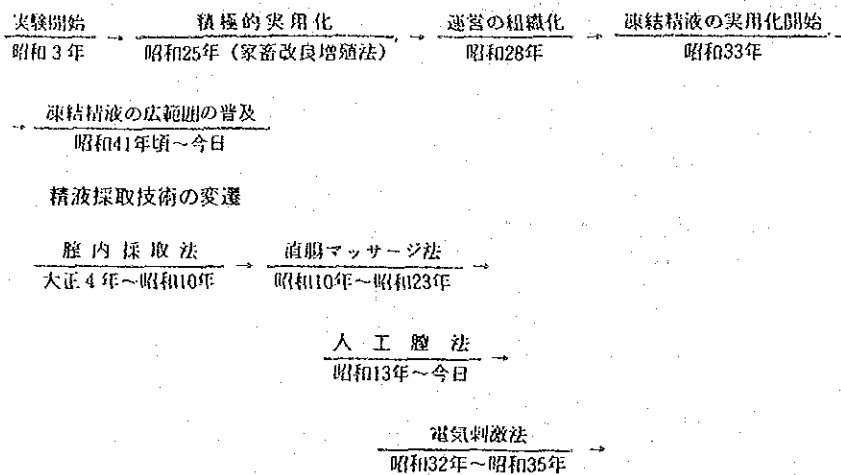 実験開始 → 積極的実用化 → 運営の組織化 → 凍結精液の実用化開始
昭和3年 昭和25年（家畜改良増殖法） 昭和28年 昭和33年
→ 凍結精液の広範囲の普及
昭和41年頃～今日
精液採取技術の変遷
腟内採取法 → 直腸マッサージ法 →
大正4年～昭和10年 昭和10年～昭和23年
人工腟法 →
昭和13年～今日
電気刺激法 →
昭和32年～昭和35年